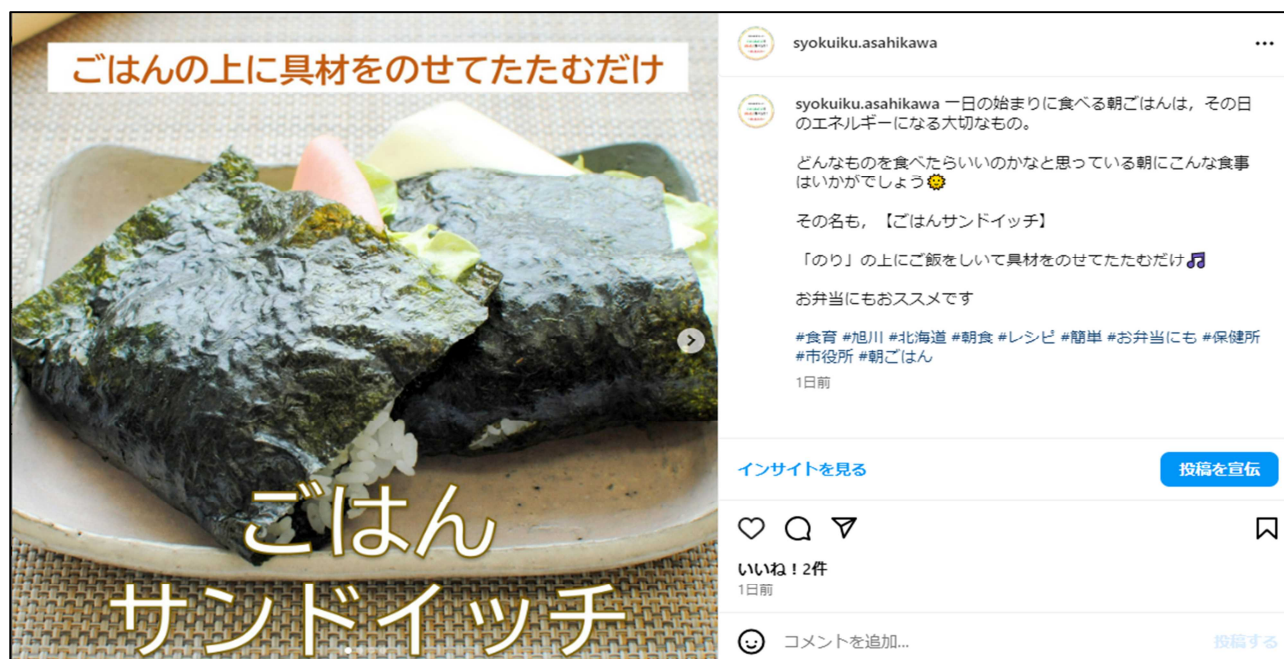 ごはんの上に具材をのせてたたむだけ
ごはん
サンドイッチ
syokuiku.asahikawa
syokuiku.asahikawa 一日の始まりに食べる朝ごはんは，その日
のエネルギーになる大切なもの。
どんなものを食べたらいいのかなと思っている朝にこんな食事
はいかがでしょう🌞
その名も，【ごはんサンドイッチ】
「のり」の上にご飯をしいて具材をのせてたたむだけ🎵
お弁当にもおススメです
#食育 #旭川 #北海道 #朝食 #レシピ #簡単 #お弁当にも #保健所
#市役所 #朝ごはん
1日前
インサイトを見る
投稿を宣伝
いいね！2件
1日前
コメントを追加...
投稿する